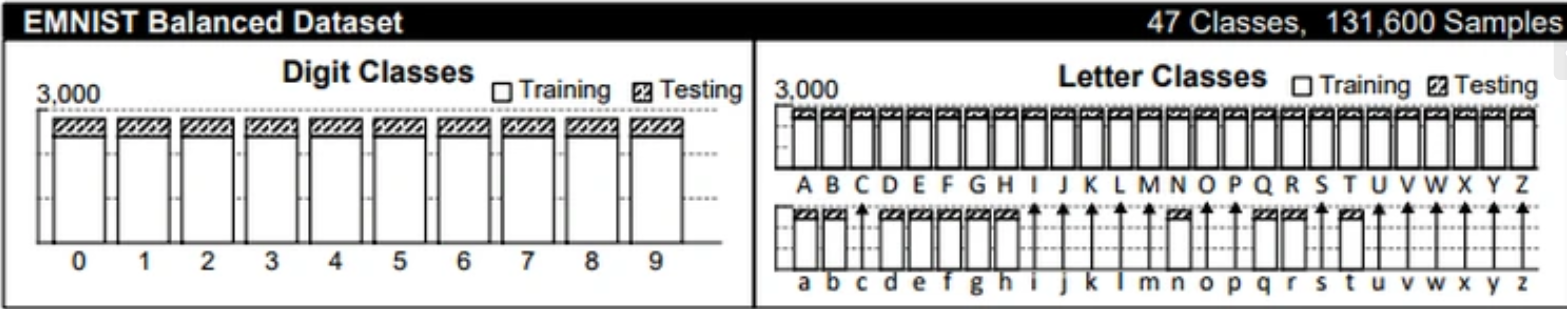 EMNIST Balanced Dataset 47 Classes, 131,600 Samples
Digit Classes
3,000 Training Testing
0 1 2 3 4 5 6 7 8 9
Letter Classes
3,000 Training Testing
A B C D E F G H I J K L M N O P Q R S T U V W X Y Z
a b c d e f g h i j k l m n o p q r s t u v w x y z